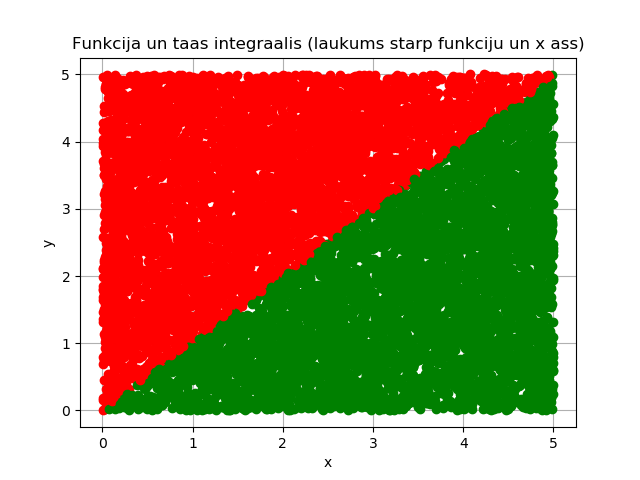 Funkcija un taas integraalis (laukums starp funkciju un x ass)
y
5
4
3
2
1
0
0 1 2 3 4 5
x